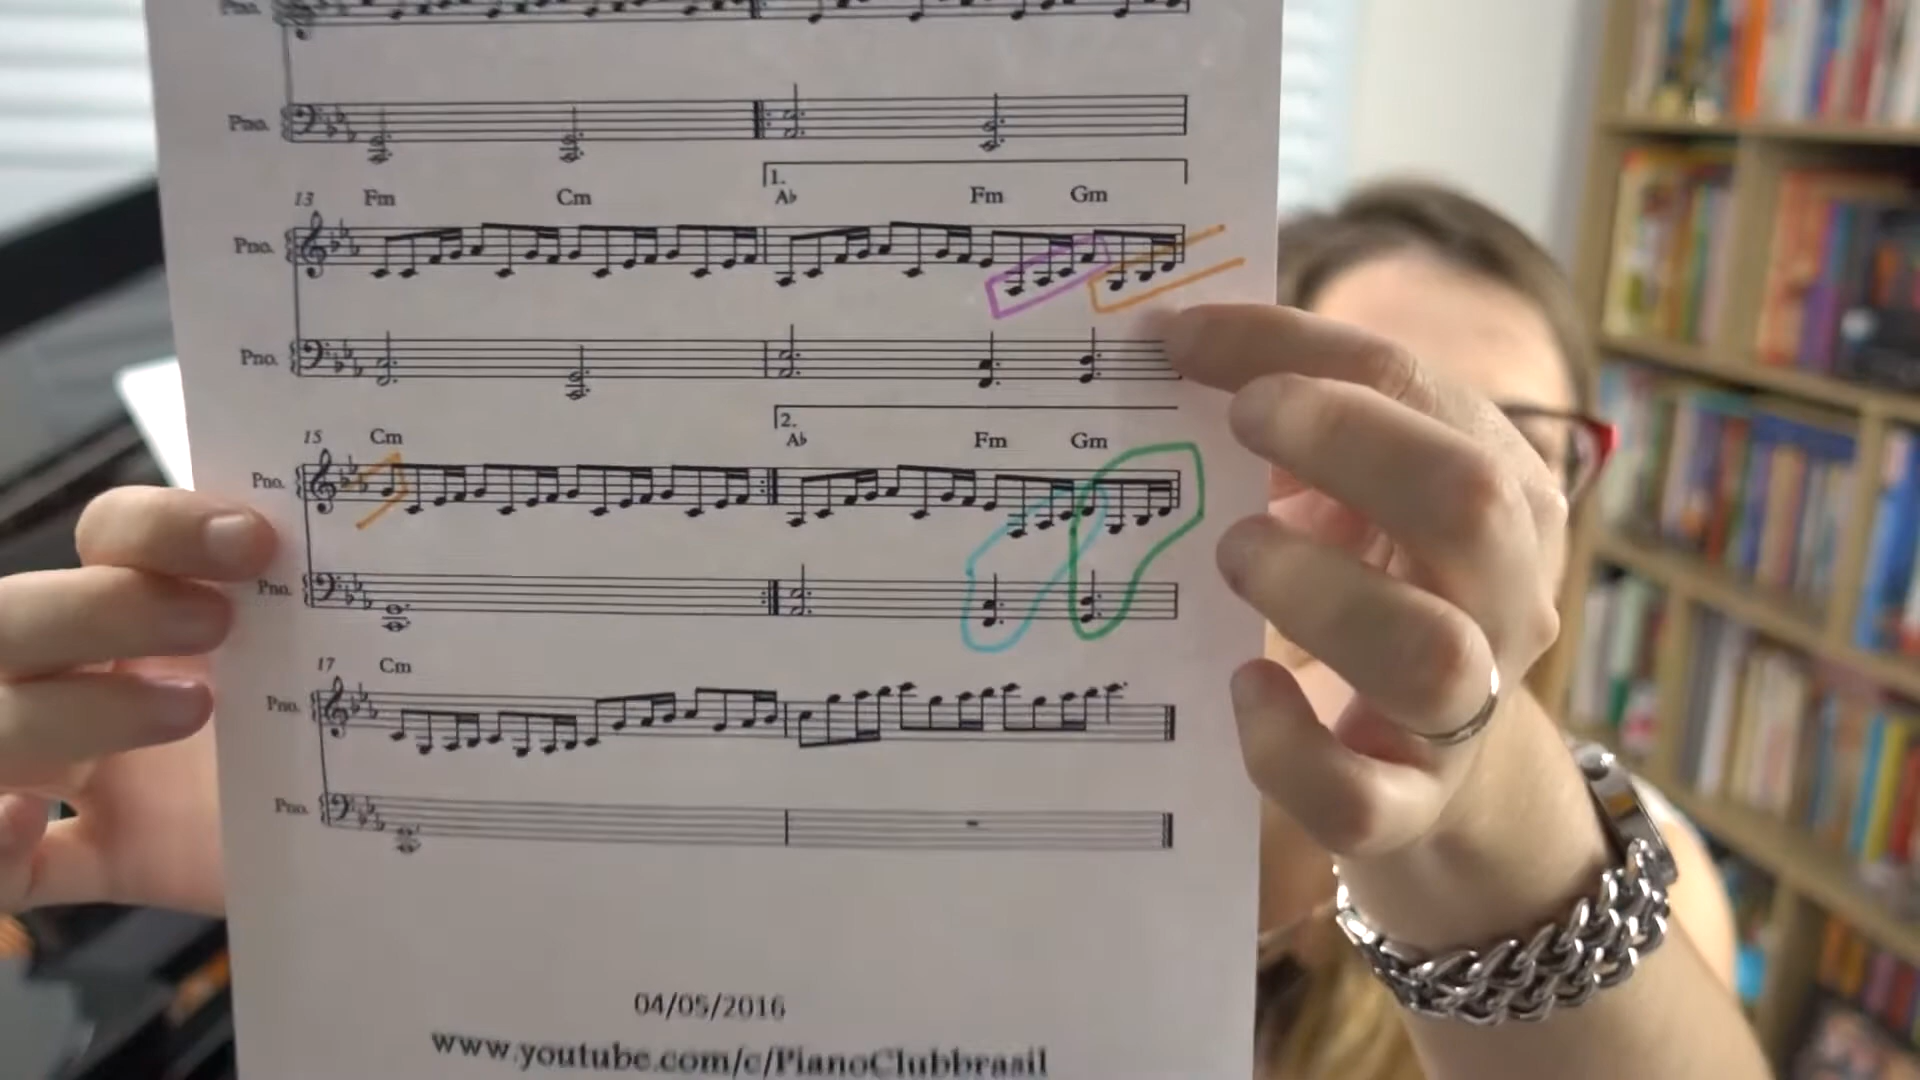 Pno.
Pno.
1.
13 Fm Cm Ab Fm Gm
Pno.
Pno.
2.
15 Cm A♭ Fm Gm
Pno.
Pno.
17 Cm
Pno.
Pno.
04/05/2016
www.youtube.com/c/PianoClubbrasil